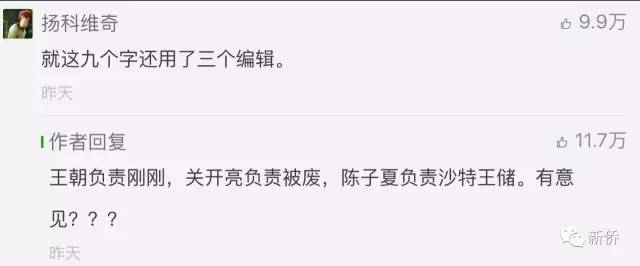 扬科维奇
9.9万
就这九个字还用了三个编辑。
昨天
作者回复
11.7万
王朝负责刚刚，关开亮负责被废，陈子夏负责沙特王储。有意
见？？？
昨天
新侨